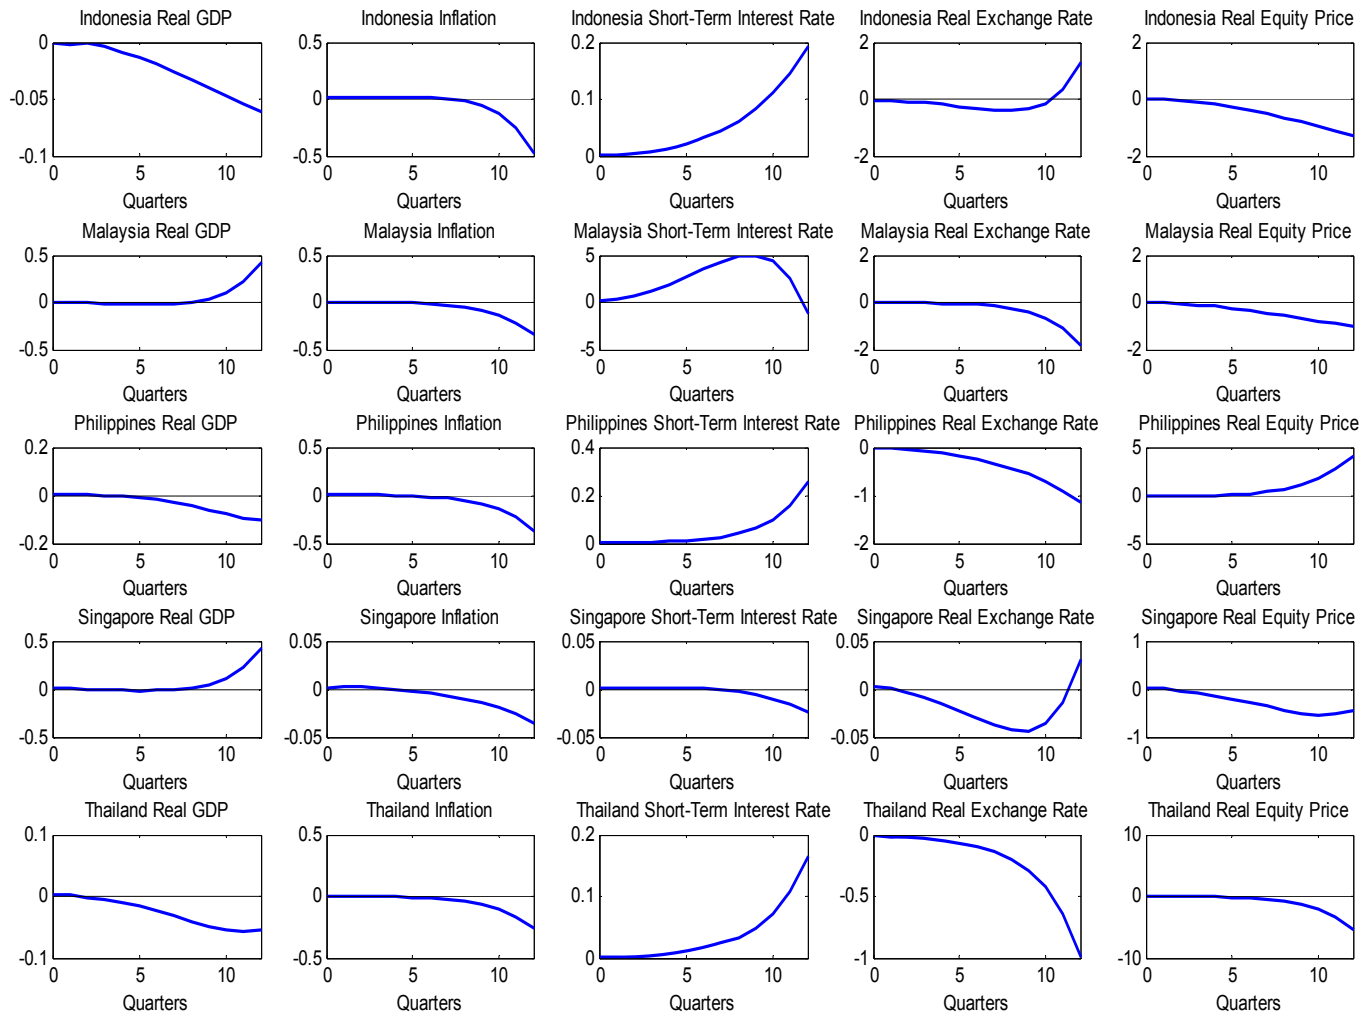 Indonesia Real GDP Indonesia Inflation Indonesia Short-Term Interest Rate Indonesia Real Exchange Rate Indonesia Real Equity Price
0 0.5 0.2 2 2
-0.05 0 0.1 0 0
-0.1 -0.5 0 -2 -2
0 5 10 0 5 10 0 5 10 0 5 10 0 5 10
Quarters Quarters Quarters Quarters Quarters
Malaysia Real GDP Malaysia Inflation Malaysia Short-Term Interest Rate Malaysia Real Exchange Rate Malaysia Real Equity Price
0.5 0.5 5 2 2
0 0 0 0 0
-0.5 -0.5 -5 -2 -2
0 5 10 0 5 10 0 5 10 0 5 10 0 5 10
Quarters Quarters Quarters Quarters Quarters
Philippines Real GDP Philippines Inflation Philippines Short-Term Interest Rate Philippines Real Exchange Rate Philippines Real Equity Price
0.2 0.5 0.4 0 5
0 0 0.2 -1 0
-0.2 -0.5 0 -2 -5
0 5 10 0 5 10 0 5 10 0 5 10 0 5 10
Quarters Quarters Quarters Quarters Quarters
Singapore Real GDP Singapore Inflation Singapore Short-Term Interest Rate Singapore Real Exchange Rate Singapore Real Equity Price
0.5 0.05 0.05 0.05 1
0 0 0 0 0
-0.5 -0.05 -0.05 -0.05 -1
0 5 10 0 5 10 0 5 10 0 5 10 0 5 10
Quarters Quarters Quarters Quarters Quarters
Thailand Real GDP Thailand Inflation Thailand Short-Term Interest Rate Thailand Real Exchange Rate Thailand Real Equity Price
0.1 0.5 0.2 0 10
0 0 0.1 -0.5 0
-0.1 -0.5 0 -1 -10
0 5 10 0 5 10 0 5 10 0 5 10 0 5 10
Quarters Quarters Quarters Quarters Quarters